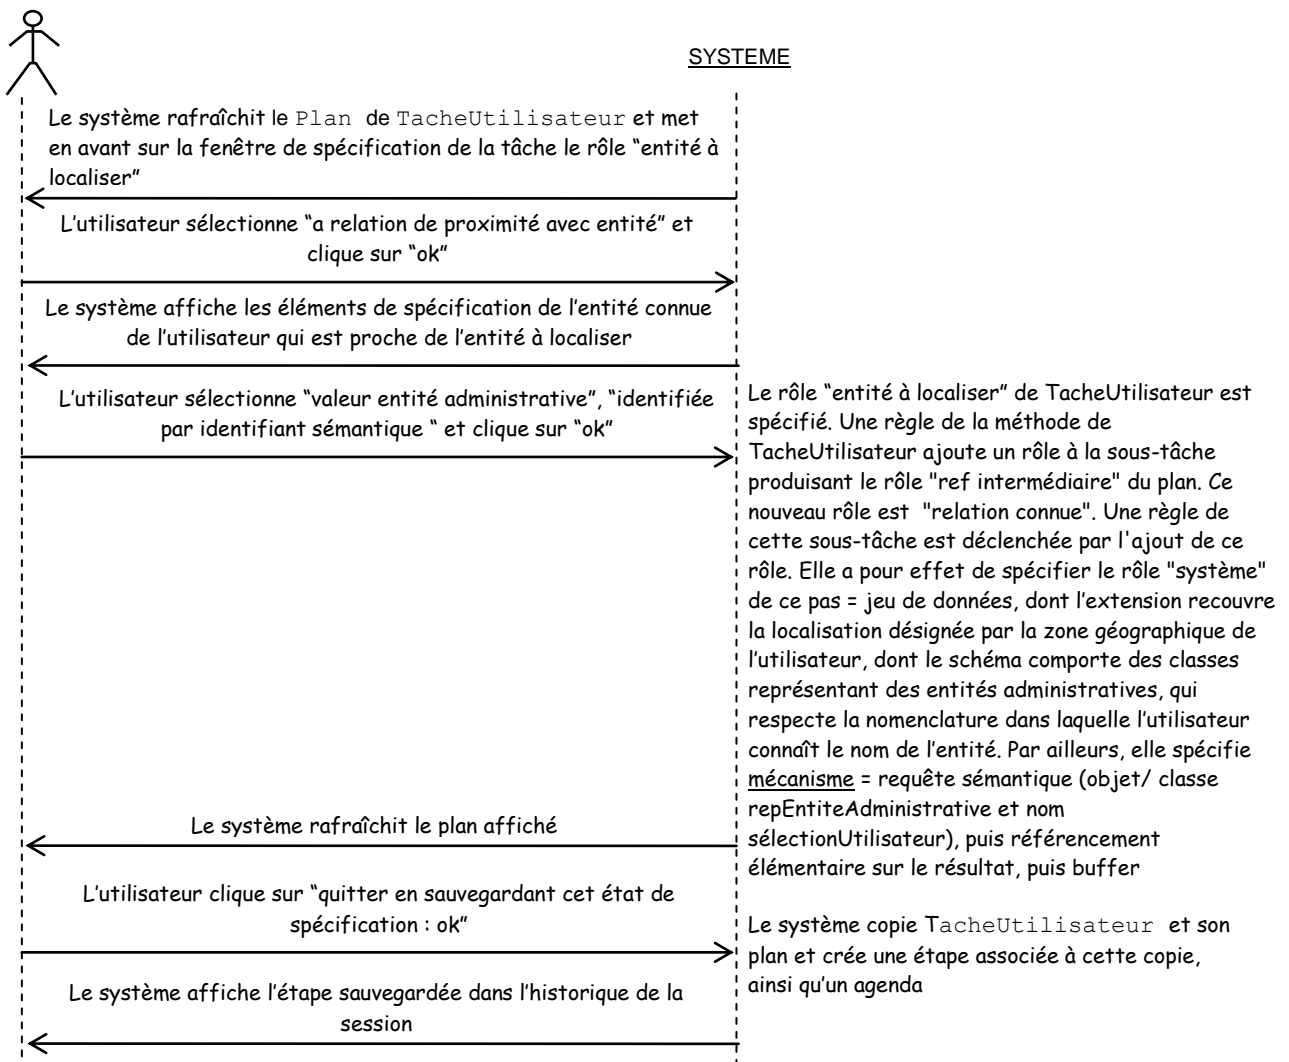 SYSTEME
Le système rafraîchit le Plan de TacheUtilisateur et met
en avant sur la fenêtre de spécification de la tâche le rôle “entité à
localiser”
L’utilisateur sélectionne “a relation de proximité avec entité” et
clique sur “ok”
Le système affiche les éléments de spécification de l’entité connue
de l’utilisateur qui est proche de l’entité à localiser
L’utilisateur sélectionne “valeur entité administrative”, “identifiée
par identifiant sémantique “ et clique sur “ok”
Le rôle “entité à localiser” de TacheUtilisateur est
spécifié. Une règle de la méthode de
TacheUtilisateur ajoute un rôle à la sous-tâche
produisant le rôle "ref intermédiaire" du plan. Ce
nouveau rôle est "relation connue". Une règle de
cette sous-tâche est déclenchée par l'ajout de ce
rôle. Elle a pour effet de spécifier le rôle "système"
de ce pas = jeu de données, dont l’extension recouvre
la localisation désignée par la zone géographique de
l’utilisateur, dont le schéma comporte des classes
représentant des entités administratives, qui
respecte la nomenclature dans laquelle l’utilisateur
connaît le nom de l’entité. Par ailleurs, elle spécifie
mécanisme = requête sémantique (objet/ classe
repEntiteAdministrative et nom
sélectionUtilisateur), puis référencement
élémentaire sur le résultat, puis buffer
Le système rafraîchit le plan affiché
L’utilisateur clique sur “quitter en sauvegardant cet état de
spécification : ok”
Le système copie TacheUtilisateur et son
plan et crée une étape associée à cette copie,
ainsi qu’un agenda
Le système affiche l’étape sauvegardée dans l’historique de la
session